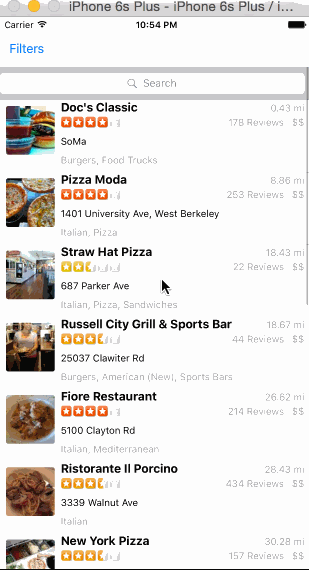 iPhone 6s Plus - iPhone 6s Plus / i...
Carrier 10:54 PM
Filters
Search
Doc's Classic 0.43 mi
178 Reviews $$
SoMa
Burgers, Food Trucks
Pizza Moda 8.86 mi
253 Reviews $$
1401 University Ave, West Berkeley
Italian, Pizza
Straw Hat Pizza 18.43 mi
22 Reviews $$
687 Parker Ave
Italian, Pizza, Sandwiches
Russell City Grill & Sports Bar 18.67 mi
44 Reviews $$
25037 Clawiter Rd
Burgers, American (New), Sports Bars
Fiore Restaurant 26.62 mi
214 Reviews $$
5100 Clayton Rd
Italian, Mediterranean
Ristorante Il Porcino 28.43 mi
434 Reviews $$
3339 Walnut Ave
Italian
New York Pizza 30.28 mi
157 Reviews $$